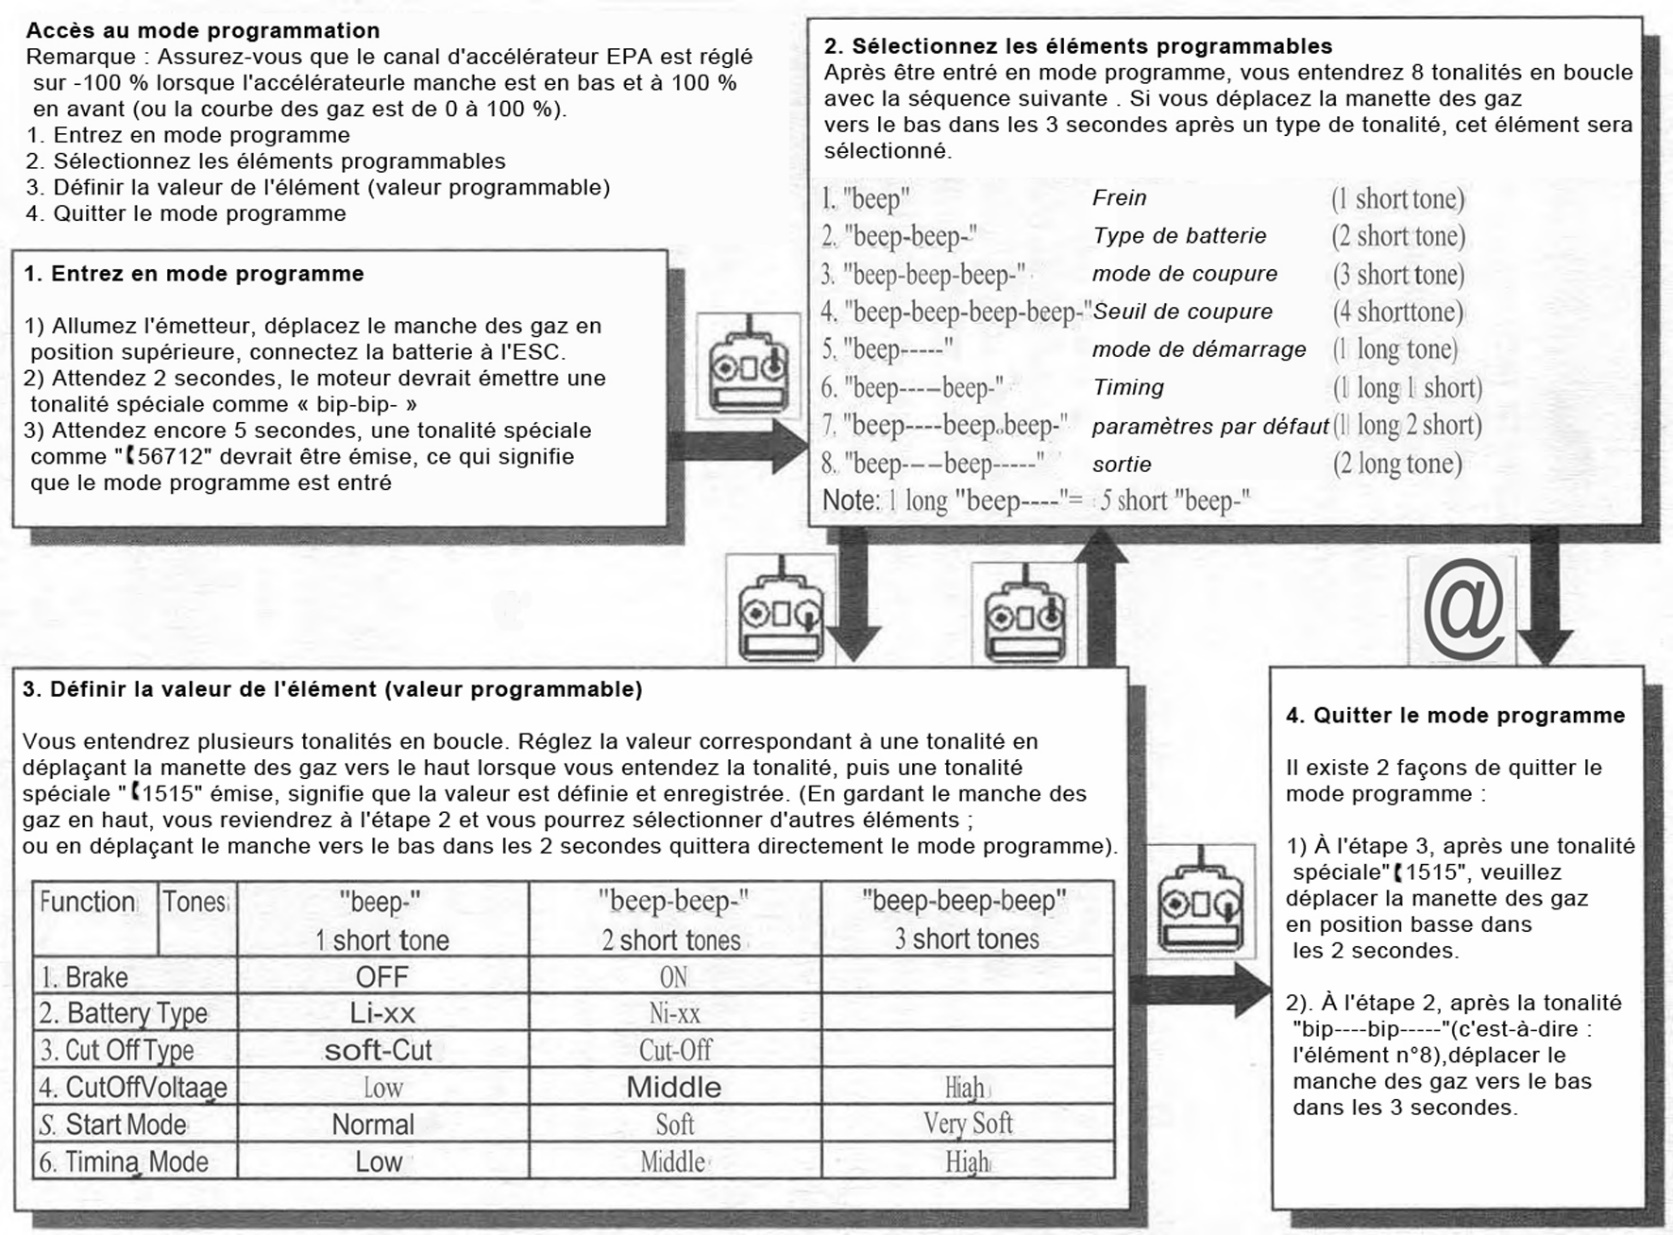 Accès au mode programmation
Remarque : Assurez-vous que le canal d'accélérateur EPA est réglé
sur -100 % lorsque l'accélérateurle manche est en bas et à 100 %
en avant (ou la courbe des gaz est de 0 à 100 %).
1. Entrez en mode programme
2. Sélectionnez les éléments programmables
3. Définir la valeur de l'élément (valeur programmable)
4. Quitter le mode programme
1. Entrez en mode programme
1) Allumez l'émetteur, déplacez le manche des gaz en
position supérieure, connectez la batterie à l'ESC.
2) Attendez 2 secondes, le moteur devrait émettre une
tonalité spéciale comme « bip-bip- »
3) Attendez encore 5 secondes, une tonalité spéciale
comme "【56712" devrait être émise, ce qui signifie
que le mode programme est entré
2. Sélectionnez les éléments programmables
Après être entré en mode programme, vous entendrez 8 tonalités en boucle
avec la séquence suivante . Si vous déplacez la manette des gaz
vers le bas dans les 3 secondes après un type de tonalité, cet élément sera
sélectionné.
1. "beep" Frein (1 short tone)
2. "beep-beep-" Type de batterie (2 short tone)
3. "beep-beep-beep-" mode de coupure (3 short tone)
4. "beep-beep-beep-beep-" Seuil de coupure (4 shorttone)
5. "beep-----" mode de démarrage (1 long tone)
6. "beep-----beep-" Timing (1 long 1 short)
7. "beep----beep..beep-" paramètres par défaut (1 long 2 short)
8. "beep----beep-----" sortie (2 long tone)
Note: 1 long "beep----"= 5 short "beep-"
@
3. Définir la valeur de l'élément (valeur programmable)
Vous entendrez plusieurs tonalités en boucle. Réglez la valeur correspondant à une tonalité en
déplaçant la manette des gaz vers le haut lorsque vous entendez la tonalité, puis une tonalité
spéciale "【1515" émise, signifie que la valeur est définie et enregistrée. (En gardant le manche des
gaz en haut, vous reviendrez à l'étape 2 et vous pourrez sélectionner d'autres éléments ;
ou en déplaçant le manche vers le bas dans les 2 secondes quittera directement le mode programme).
Function Tones "beep-" "beep-beep-" "beep-beep-beep"
1 short tone 2 short tones 3 short tones
1. Brake OFF ON
2. Battery Type Li-xx Ni-xx
3. Cut Off Type soft-Cut Cut-Off
4. CutOffVoltaae Low Middle Hiah
S. Start Mode Normal Soft Very Soft
6. Timina Mode Low Middle High
4. Quitter le mode programme
Il existe 2 façons de quitter le
mode programme :
1) À l'étape 3, après une tonalité
spéciale"【1515", veuillez
déplacer la manette des gaz
en position basse dans
les 2 secondes.
2). À l'étape 2, après la tonalité
"bip----bip-----"(c'est-à-dire :
l'élément n°8),déplacer le
manche des gaz vers le bas
dans les 3 secondes.